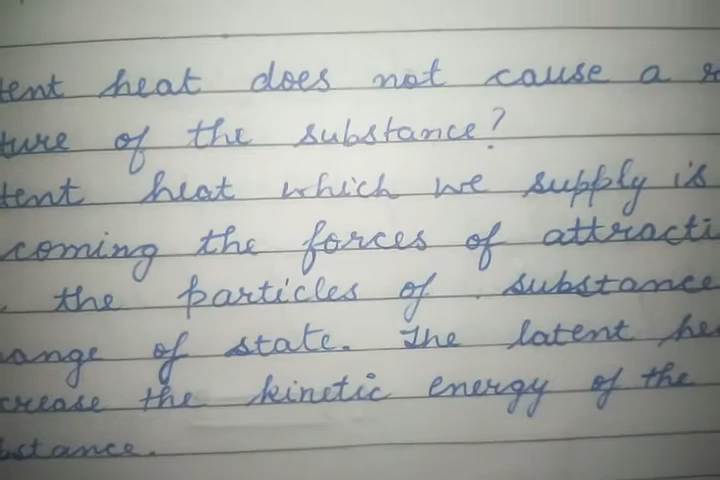 tent heat does not cause a
ture of the substance?
tent heat which we supply is
coming the forces of attracti
the particles of substance
ange of state. The latent he
crease the kinetic energy of the
bstance.